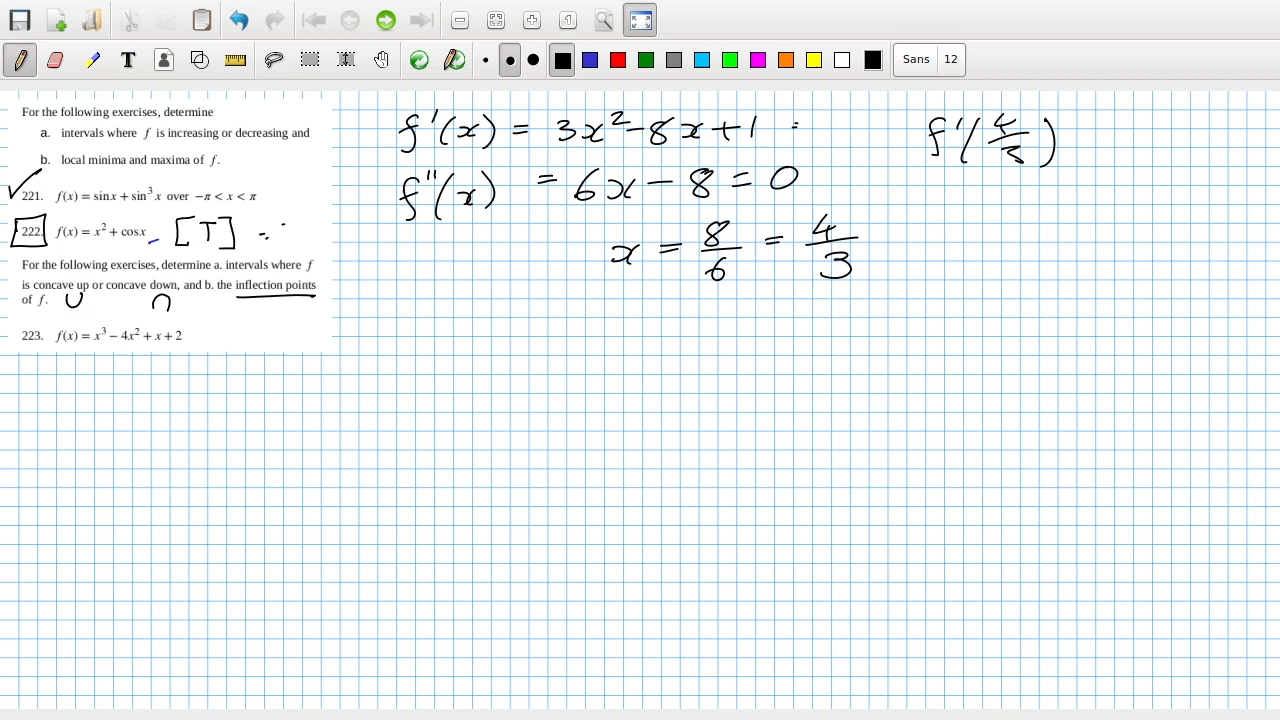 Sans 12
For the following exercises, determine
a. intervals where f is increasing or decreasing and
b. local minima and maxima of f.
221. f(x) = sin x + sin³ x over −π < x < π
222. f(x) = x² + cos x [T]
For the following exercises, determine a. intervals where f
is concave up or concave down, and b. the inflection points
of f.
223. f(x) = x³ − 4x² + x + 2
f'(x) = 3x² − 8x + 1
f''(x) = 6x − 8 = 0
x = 8/6 = 4/3
f'(4/3)